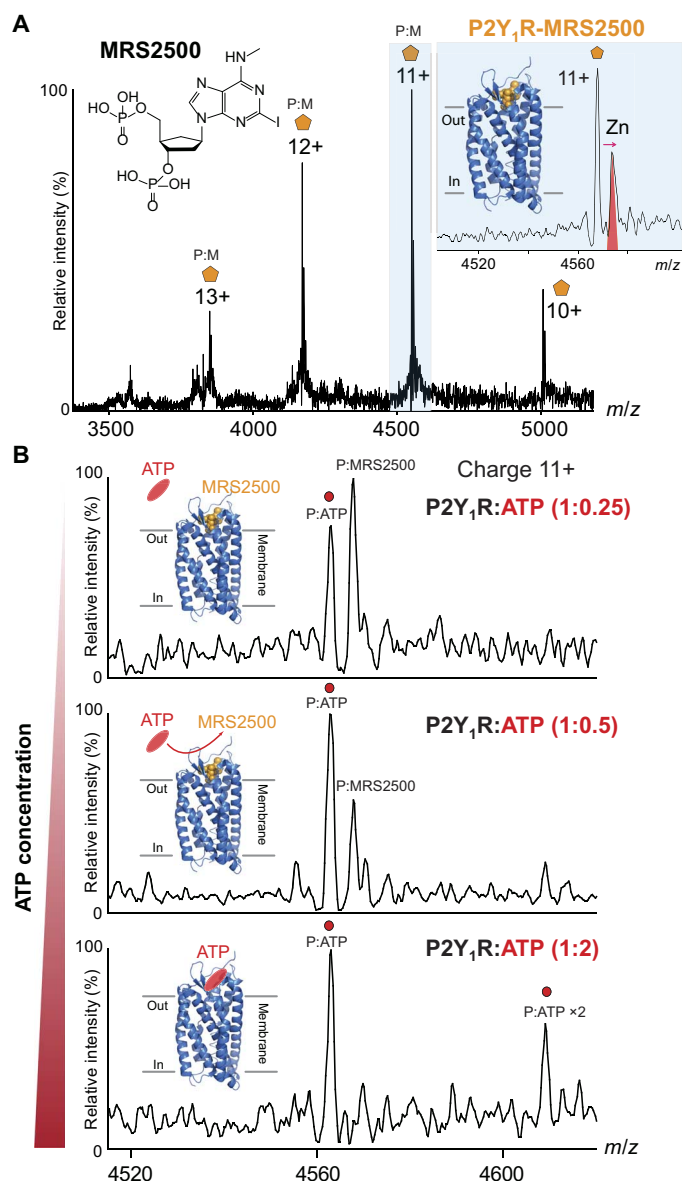 A
MRS2500
P2Y₁R-MRS2500
P:M
11+
P:M
12+
P:M
13+
10+
HN
N
N
N
N
I
HO
OH
P
O
O
O
OH
P
HO
O
11+
Zn
Out
In
4520
4560
m/z
100
0
Relative intensity (%)
3500
4000
4500
5000
m/z
B
ATP concentration
100
0
Relative intensity (%)
ATP
MRS2500
Out
In
Membrane
P:ATP
P:MRS2500
Charge 11+
P2Y₁R:ATP (1:0.25)
100
0
Relative intensity (%)
ATP
MRS2500
Out
In
Membrane
P:ATP
P:MRS2500
P2Y₁R:ATP (1:0.5)
100
0
Relative intensity (%)
ATP
Out
In
Membrane
P:ATP
P2Y₁R:ATP (1:2)
P:ATP ×2
4520
4560
4600
m/z